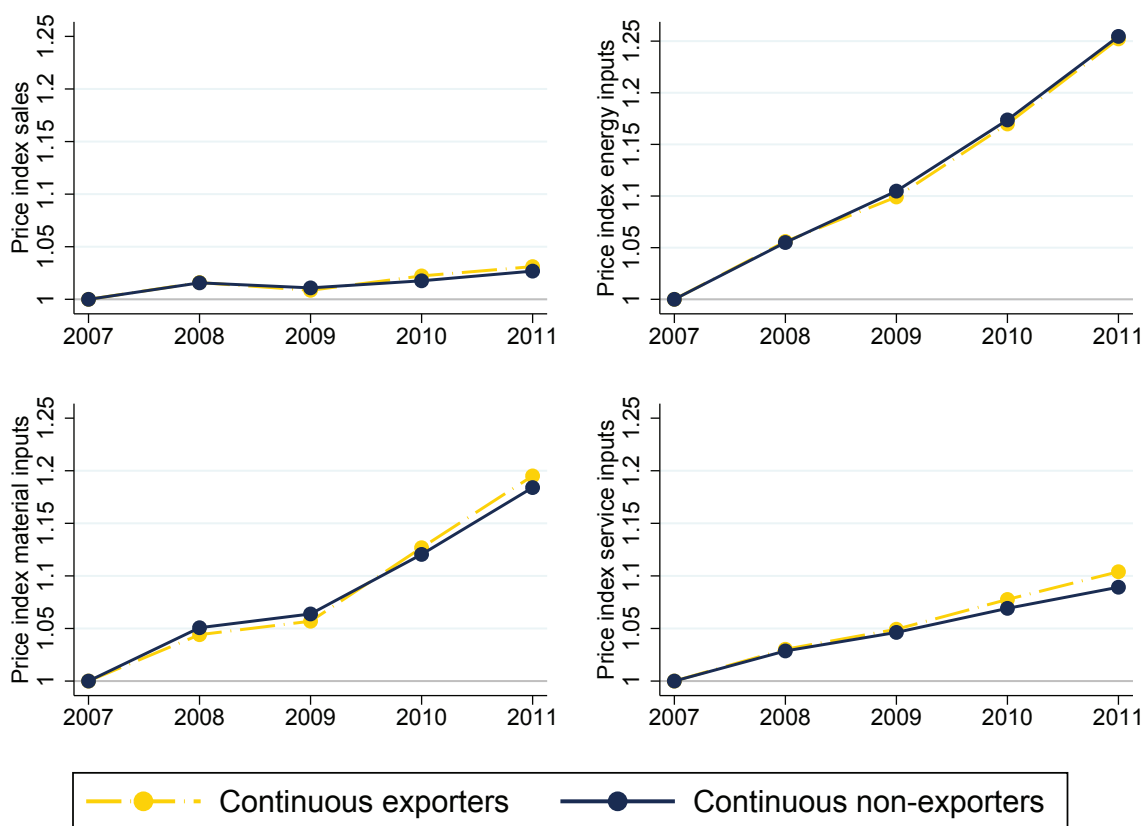 Price index sales
1.25
1.2
1.15
1.1
1.05
1
2007 2008 2009 2010 2011
Price index energy inputs
1.25
1.2
1.15
1.1
1.05
1
2007 2008 2009 2010 2011
Price index material inputs
1.25
1.2
1.15
1.1
1.05
1
2007 2008 2009 2010 2011
Price index service inputs
1.25
1.2
1.15
1.1
1.05
1
2007 2008 2009 2010 2011
Continuous exporters Continuous non-exporters